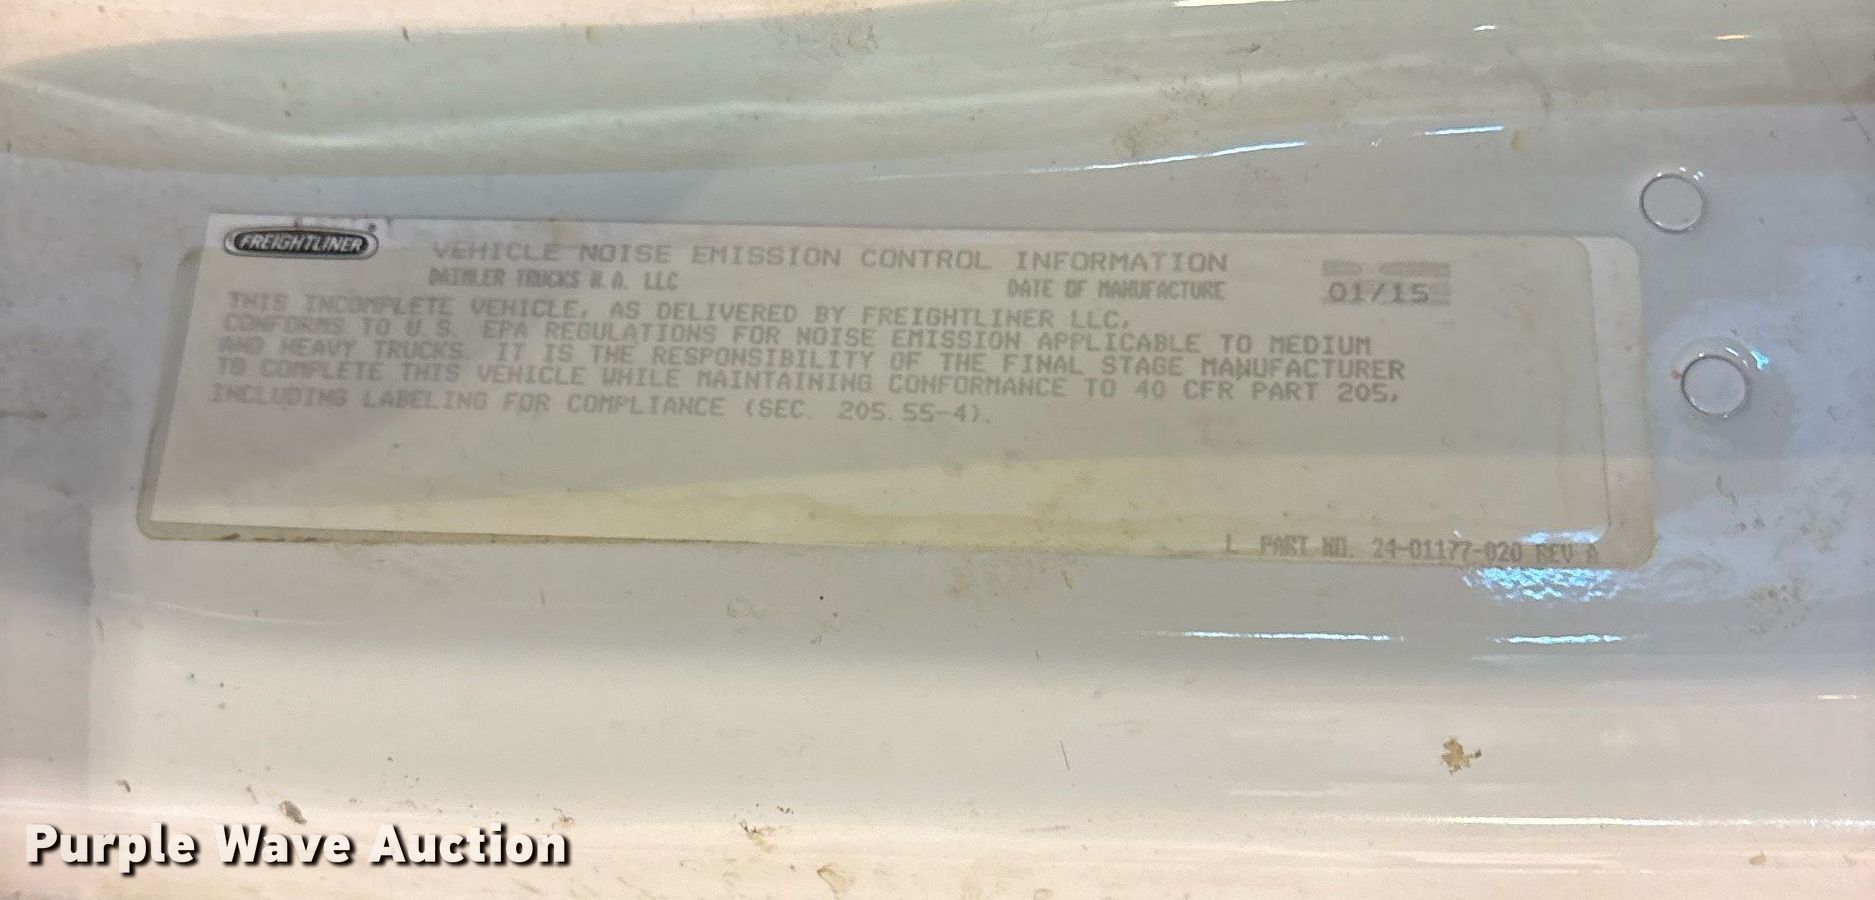 FREIGHTLINER
VEHICLE NOISE EMISSION CONTROL INFORMATION
DAIMLER TRUCKS N.A. LLC DATE OF MANUFACTURE 01/15
THIS INCOMPLETE VEHICLE, AS DELIVERED BY FREIGHTLINER LLC,
CONFORMS TO U.S. EPA REGULATIONS FOR NOISE EMISSION APPLICABLE TO MEDIUM
AND HEAVY TRUCKS. IT IS THE RESPONSIBILITY OF THE FINAL STAGE MANUFACTURER
TO COMPLETE THIS VEHICLE WHILE MAINTAINING CONFORMANCE TO 40 CFR PART 205,
INCLUDING LABELING FOR COMPLIANCE (SEC. 205.55-4).
L PART NO. 24-01177-020 REV A
Purple Wave Auction